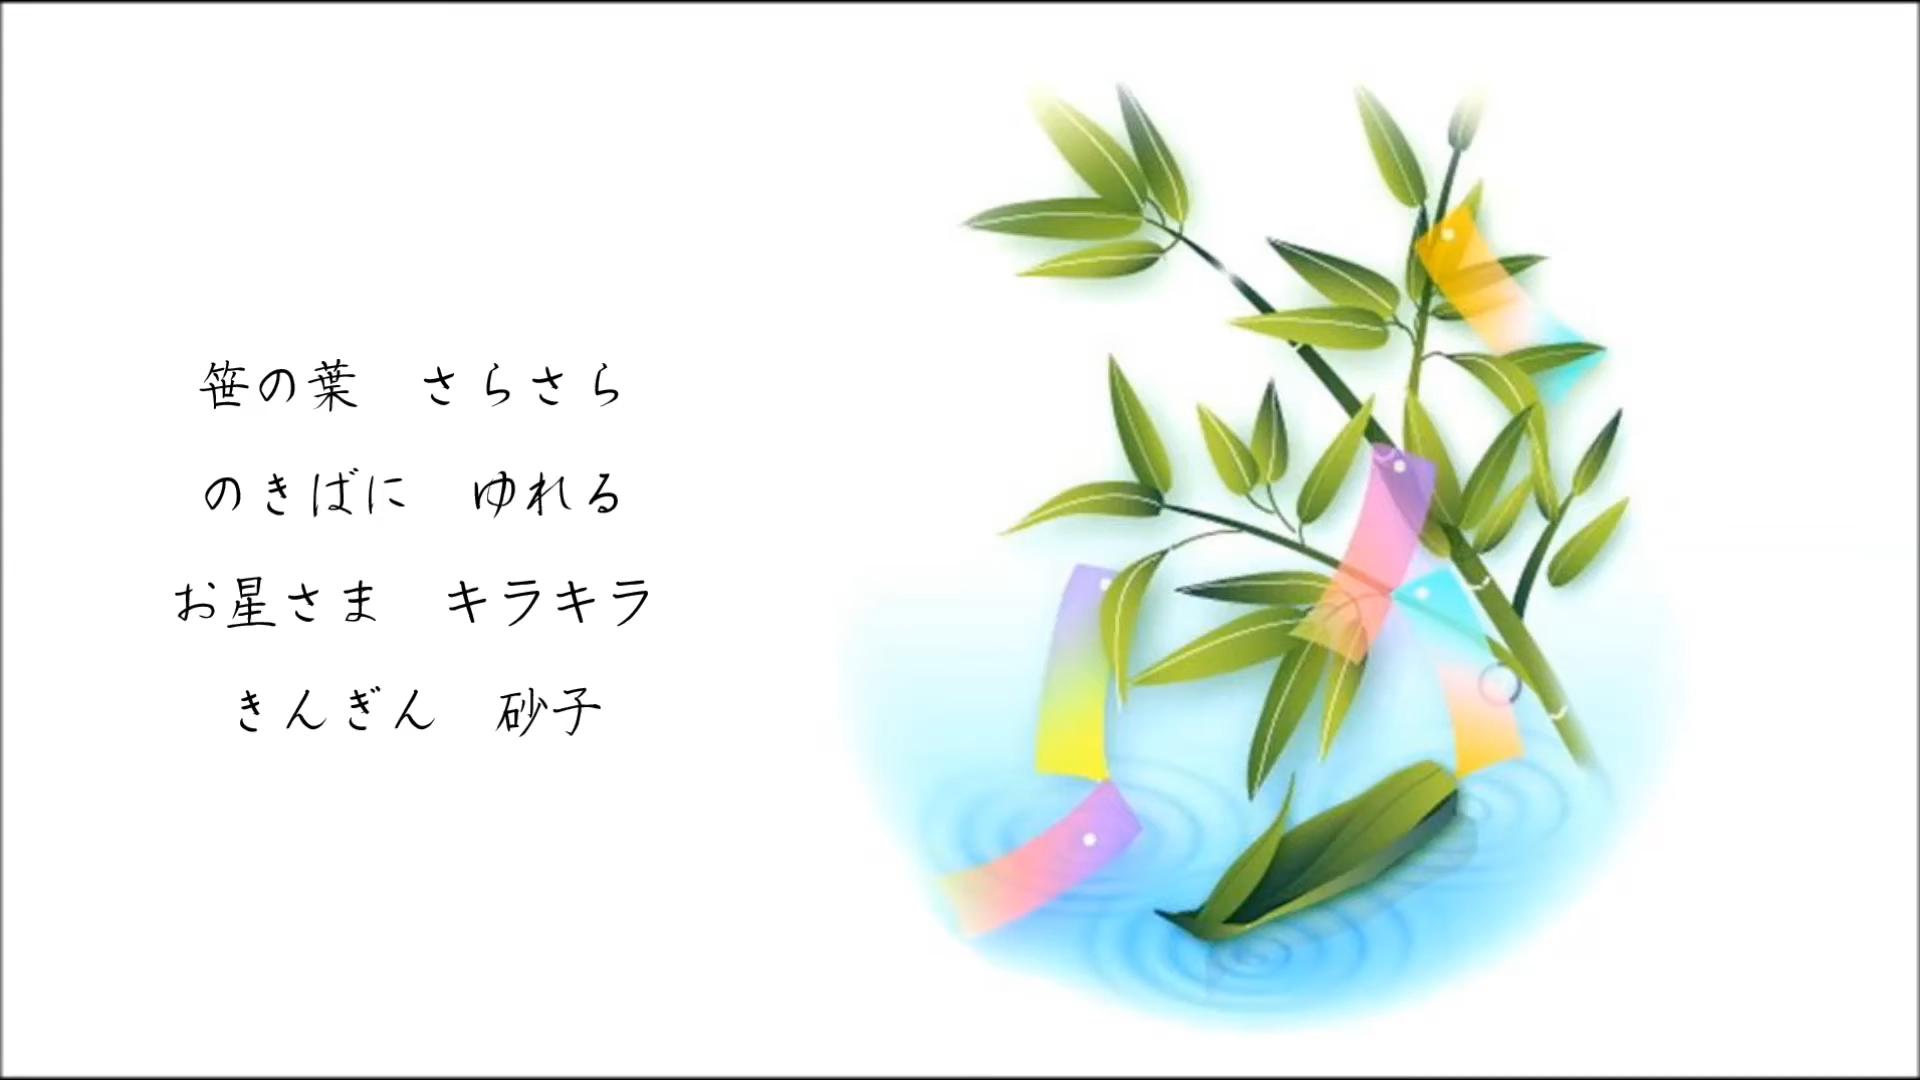 笹の葉　さらさら
のきばに　ゆれる
お星さま　キラキラ
きんぎん　砂子